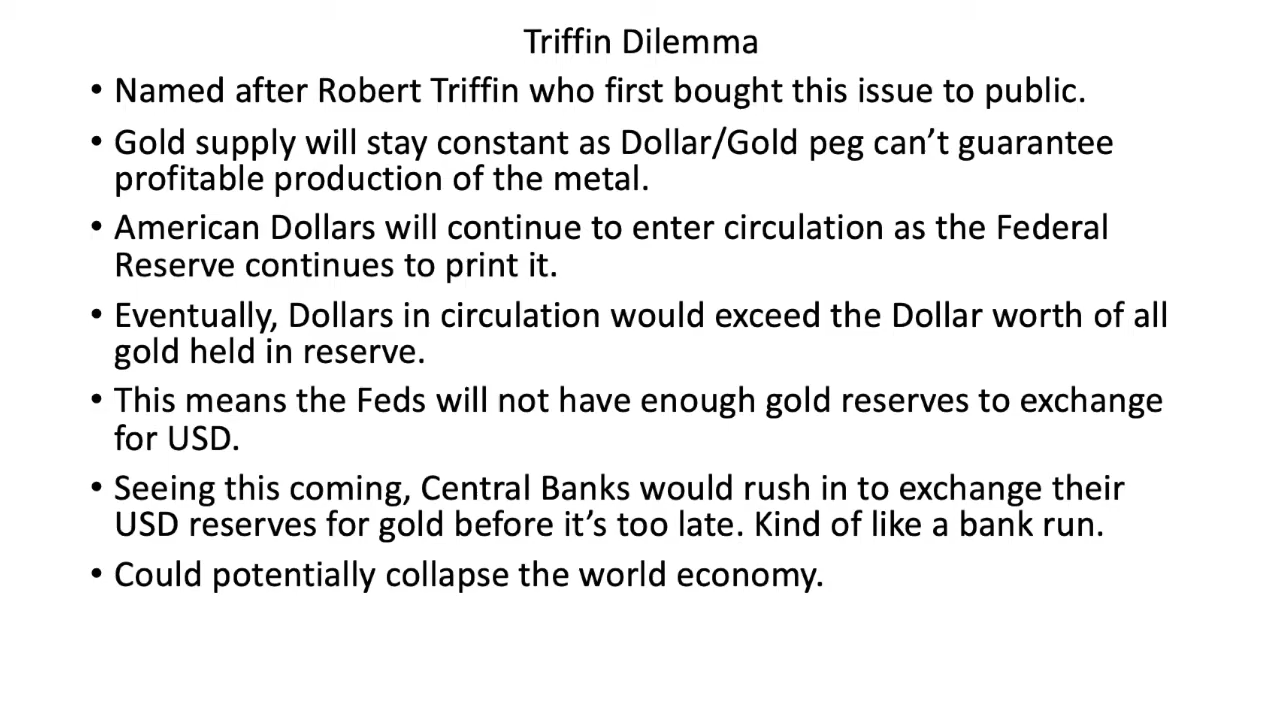 Triffin Dilemma
• Named after Robert Triffin who first bought this issue to public.
• Gold supply will stay constant as Dollar/Gold peg can’t guarantee
profitable production of the metal.
• American Dollars will continue to enter circulation as the Federal
Reserve continues to print it.
• Eventually, Dollars in circulation would exceed the Dollar worth of all
gold held in reserve.
• This means the Feds will not have enough gold reserves to exchange
for USD.
• Seeing this coming, Central Banks would rush in to exchange their
USD reserves for gold before it’s too late. Kind of like a bank run.
• Could potentially collapse the world economy.